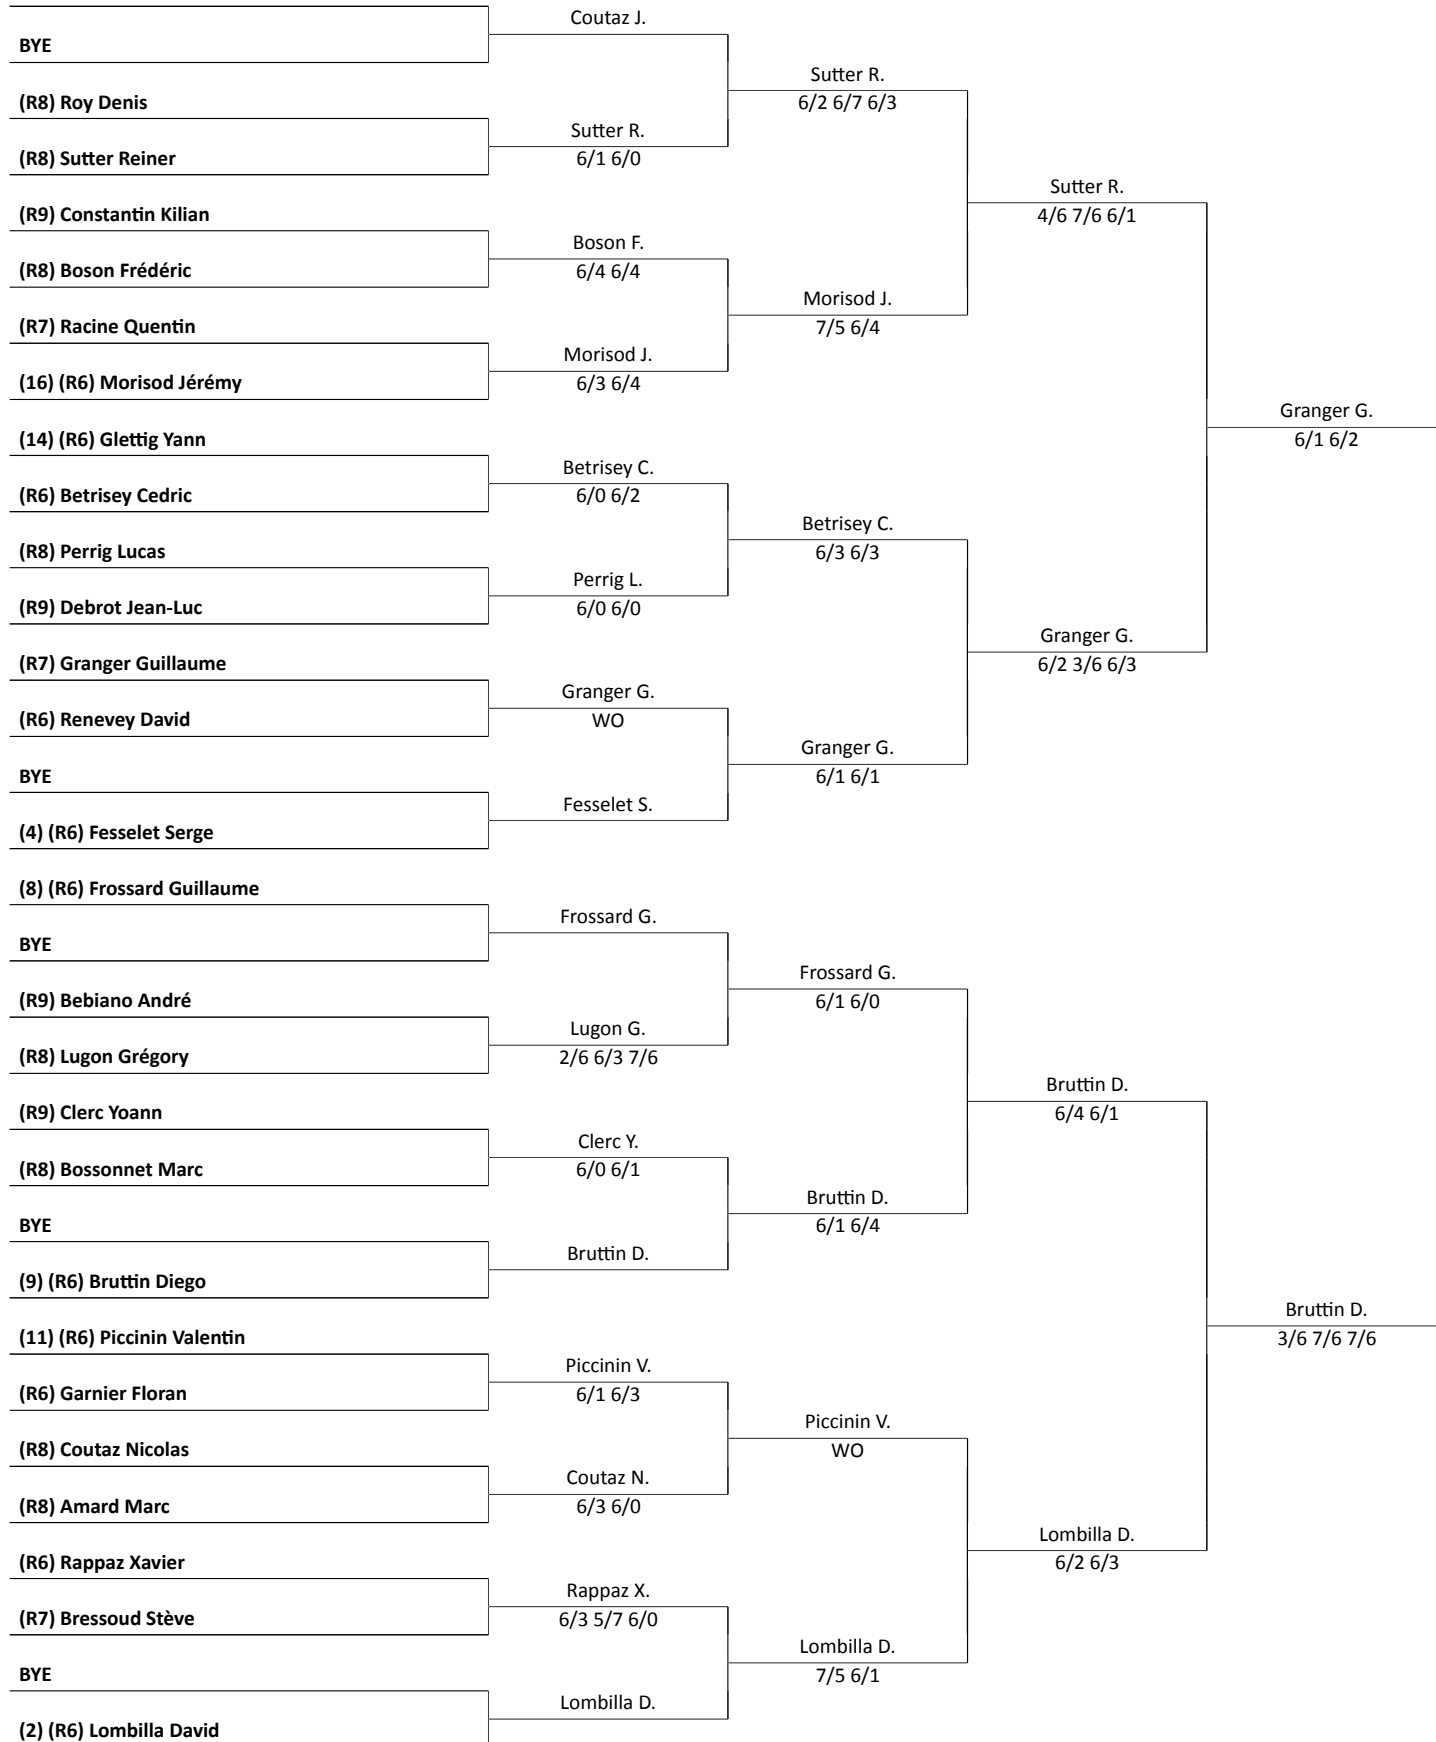 Coutaz J.
BYE
Sutter R.
(R8) Roy Denis
6/2 6/7 6/3
Sutter R.
(R8) Sutter Reiner
6/1 6/0
Sutter R.
(R9) Constantin Kilian
4/6 7/6 6/1
Boson F.
(R8) Boson Frédéric
6/4 6/4
Morisod J.
(R7) Racine Quentin
7/5 6/4
Morisod J.
(16) (R6) Morisod Jérémy
6/3 6/4
Granger G.
(14) (R6) Glettig Yann
6/1 6/2
Betrisey C.
(R6) Betrisey Cedric
6/0 6/2
Betrisey C.
(R8) Perrig Lucas
6/3 6/3
Perrig L.
(R9) Debrot Jean-Luc
6/0 6/0
Granger G.
(R7) Granger Guillaume
6/2 3/6 6/3
Granger G.
(R6) Renevey David
WO
Granger G.
BYE
6/1 6/1
Fesselet S.
(4) (R6) Fesselet Serge
(8) (R6) Frossard Guillaume
Frossard G.
BYE
Frossard G.
(R9) Bebiano André
6/1 6/0
Lugon G.
(R8) Lugon Grégory
2/6 6/3 7/6
Bruttin D.
(R9) Clerc Yoann
6/4 6/1
Clerc Y.
(R8) Bossonnet Marc
6/0 6/1
Bruttin D.
BYE
6/1 6/4
Bruttin D.
(9) (R6) Bruttin Diego
Bruttin D.
(11) (R6) Piccinin Valentin
3/6 7/6 7/6
Piccinin V.
(R6) Garnier Floran
6/1 6/3
Piccinin V.
(R8) Coutaz Nicolas
WO
Coutaz N.
(R8) Amard Marc
6/3 6/0
Lombilla D.
(R6) Rappaz Xavier
6/2 6/3
Rappaz X.
(R7) Bressoud Stève
6/3 5/7 6/0
Lombilla D.
BYE
7/5 6/1
Lombilla D.
(2) (R6) Lombilla David